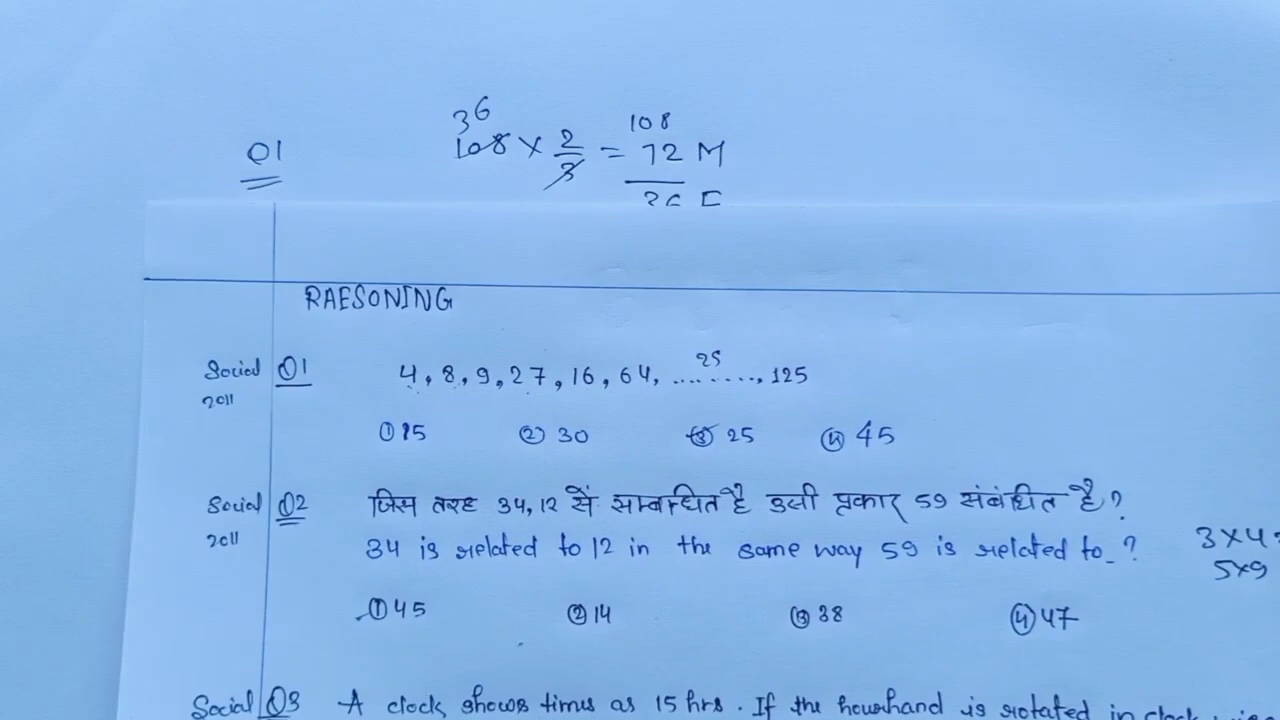 36
108
Q1 108 × 2/3 = 72 M
RAESONING
Social 2011 Q1 4, 8, 9, 27, 16, 64, ........., 125
25
① 15 ② 30 ③ 25 ④ 45
Social 2011 Q2 जिस तरह 34, 12 सें सम्बन्धित है उसी प्रकार 59 संबंधित है?
34 is related to 12 in the same way 59 is related to _ ?
3×4
5×9
① 45 ② 14 ③ 38 ④ 47
Social Q3 A clock shows times as 15 hrs. If the hourhand is rotated in